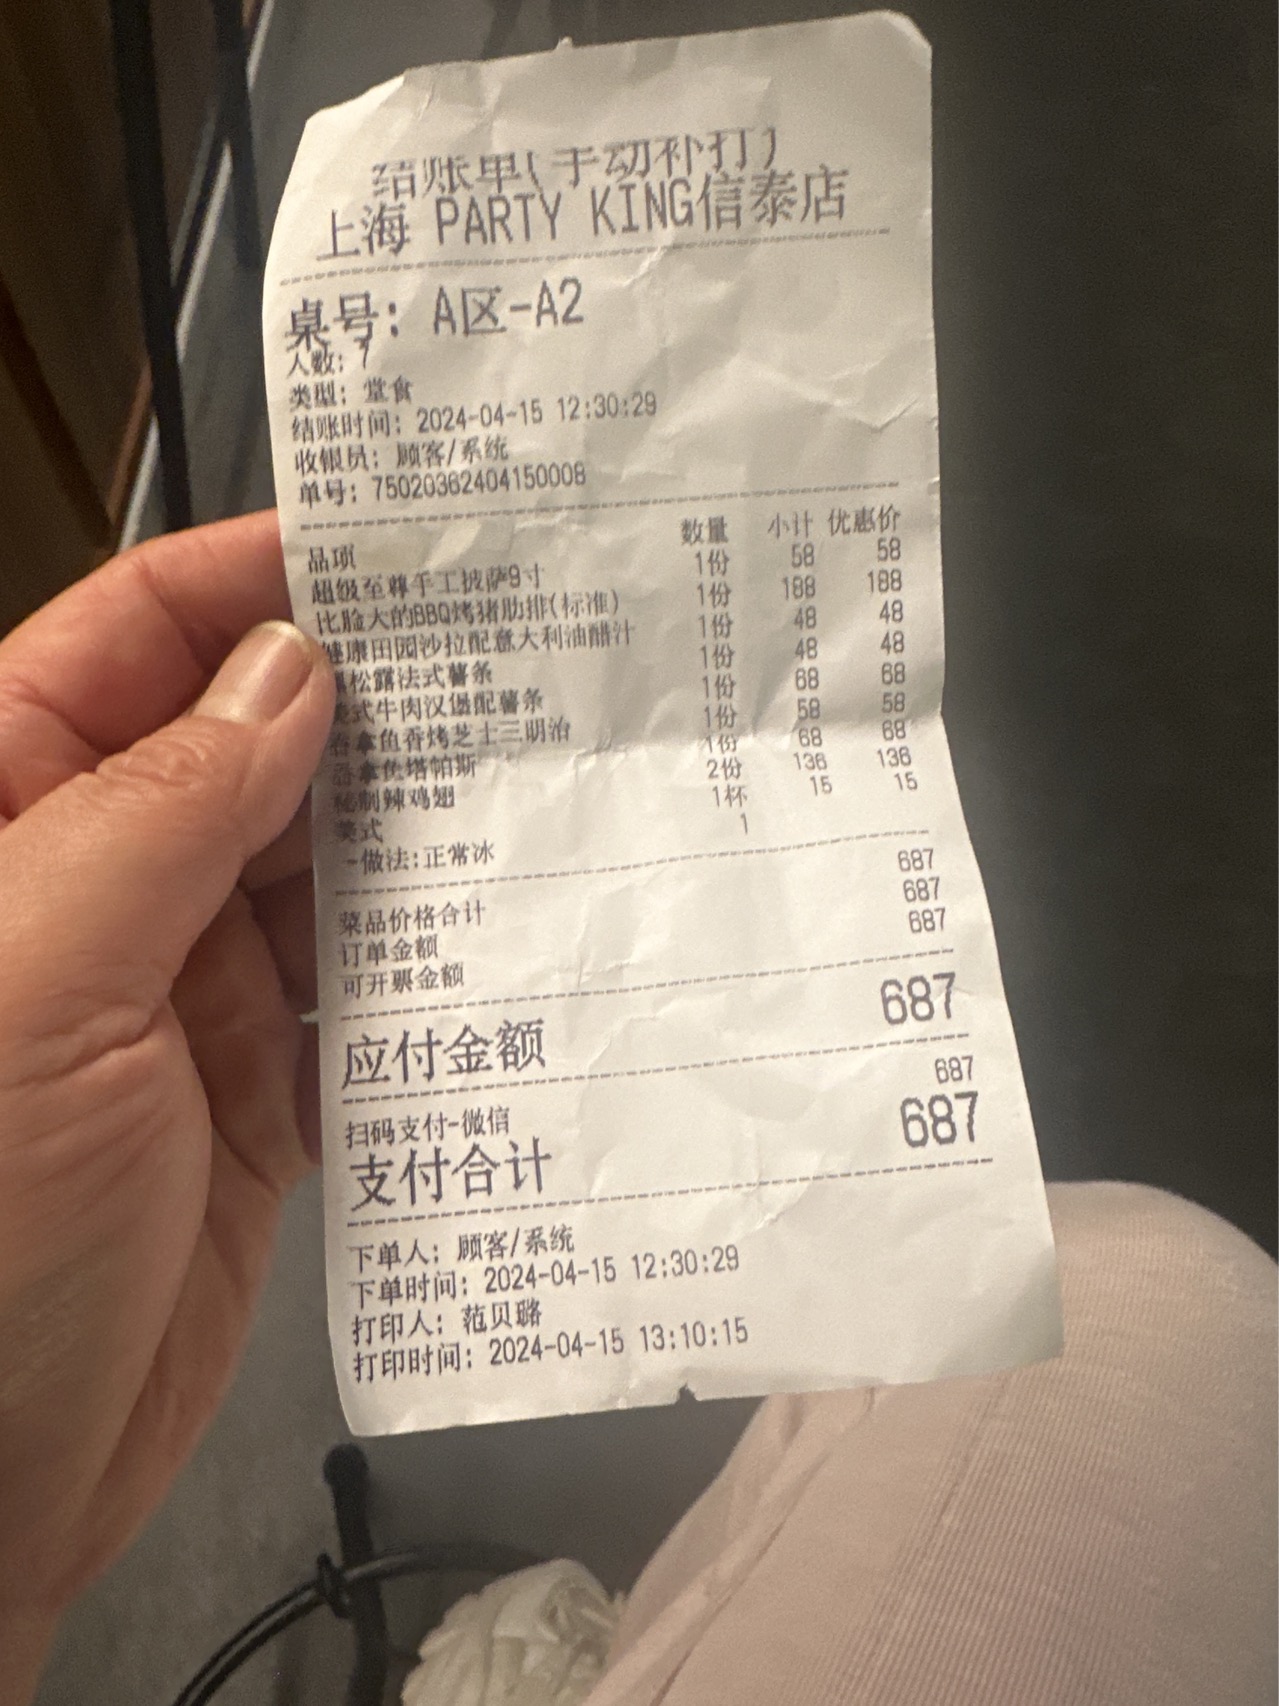 结账单(手动补打)
上海 PARTY KING信泰店
桌号: A区-A2
人数: 7
类型: 堂食
结账时间: 2024-04-15 12:30:29
收银员: 顾客/系统
单号: 75020362404150008
品项 数量 小计 优惠价
超级至尊手工披萨9寸 1份 58 58
比脸大的BBQ烤猪肋排(标准) 1份 188 188
健康田园沙拉配意大利油醋汁 1份 48 48
黑松露法式薯条 1份 48 48
美式牛肉汉堡配薯条 1份 68 68
吞拿鱼香烤芝士三明治 1份 58 58
吞拿鱼塔帕斯 1份 68 68
秘制辣鸡翅 2份 136 136
美式 1杯 15 15
-做法:正常冰 1
菜品价格合计 687
订单金额 687
可开票金额 687
应付金额 687
扫码支付-微信 687
支付合计 687
下单人: 顾客/系统
下单时间: 2024-04-15 12:30:29
打印人: 范贝璐
打印时间: 2024-04-15 13:10:15